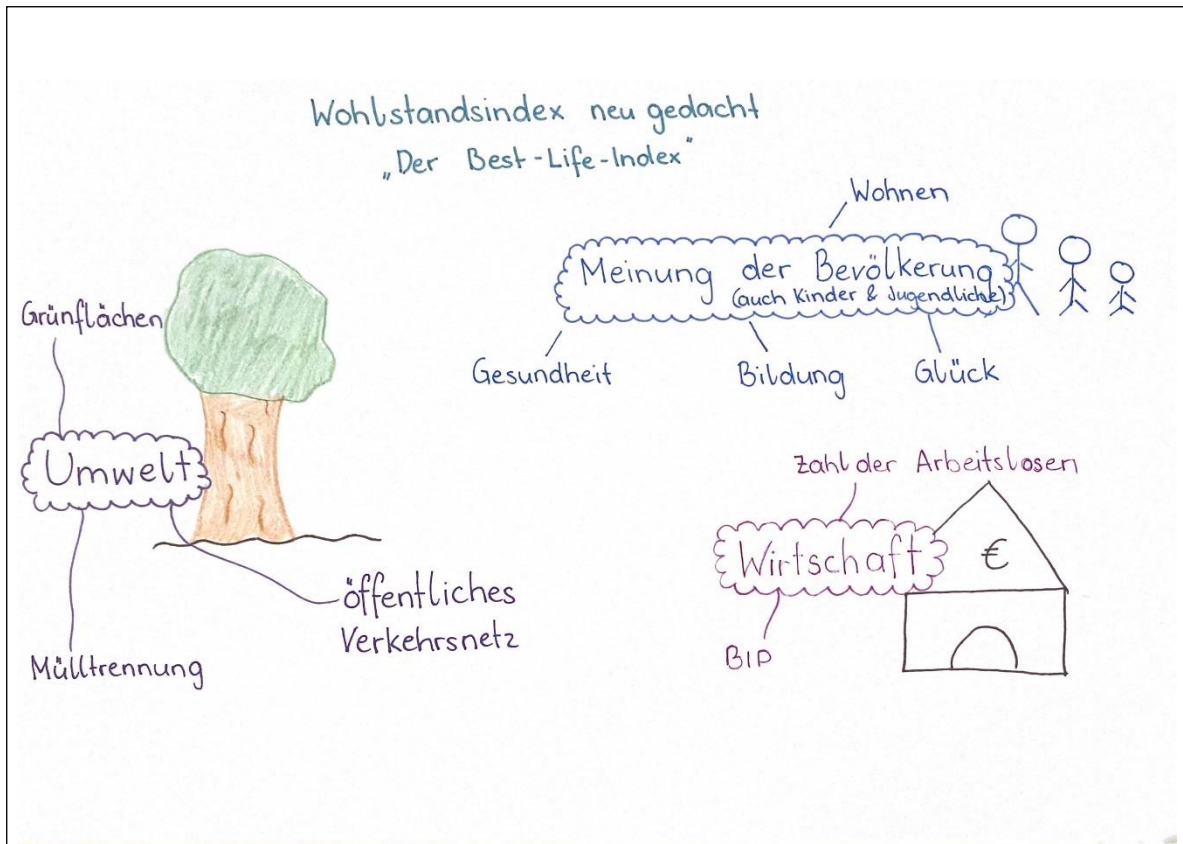 Wohlstandsindex neu gedacht
„Der Best-Life-Index"
Wohnen
Meinung der Bevölkerung
(auch Kinder & Jugendliche)
Gesundheit
Bildung
Glück
Grünflächen
Umwelt
öffentliches
Verkehrsnetz
Mülltrennung
Zahl der Arbeitslosen
Wirtschaft
€
BIP